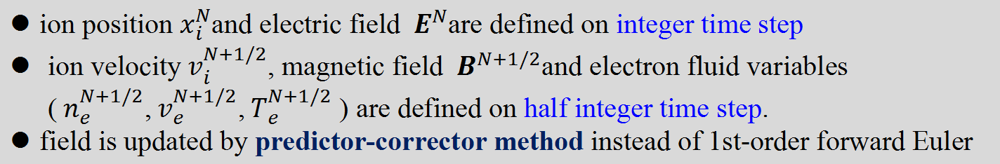 ● ion position $x_i^N$ and electric field $\boldsymbol{E}^N$ are defined on integer time step
● ion velocity $v_i^{N+1/2}$, magnetic field $\boldsymbol{B}^{N+1/2}$ and electron fluid variables
( $n_e^{N+1/2}$, $v_e^{N+1/2}$, $T_e^{N+1/2}$ ) are defined on half integer time step.
● field is updated by predictor-corrector method instead of 1st-order forward Euler